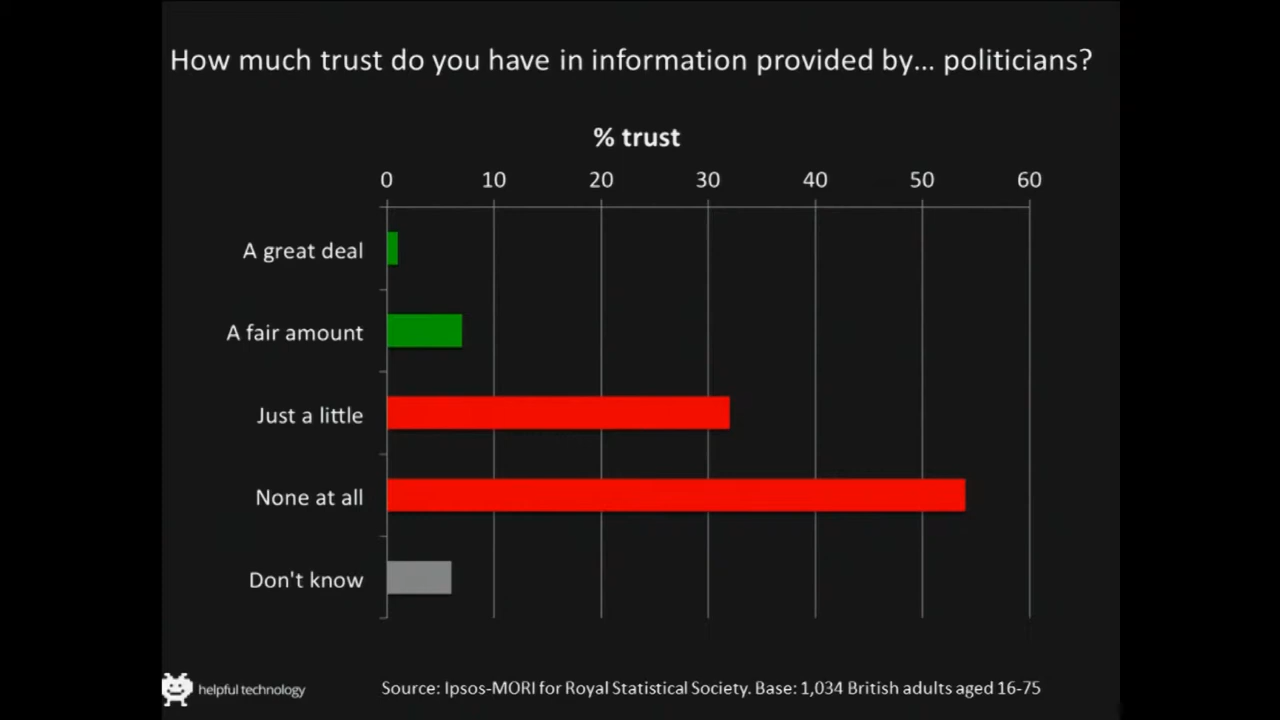 How much trust do you have in information provided by... politicians?
% trust
0 10 20 30 40 50 60
A great deal
A fair amount
Just a little
None at all
Don't know
helpful technology
Source: Ipsos-MORI for Royal Statistical Society. Base: 1,034 British adults aged 16-75